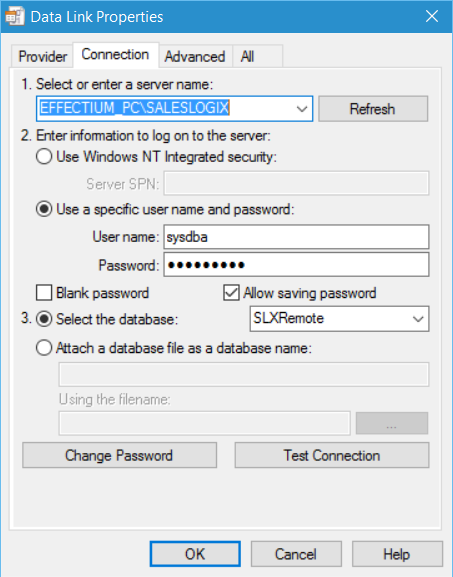 Data Link Properties
Provider Connection Advanced All
1. Select or enter a server name:
EFFECTIUM_PC\SALESLOGIX Refresh
2. Enter information to log on to the server:
Use Windows NT Integrated security:
Server SPN:
Use a specific user name and password:
User name: sysdba
Password: ●●●●●●●●●
Blank password Allow saving password
3. Select the database: SLXRemote
Attach a database file as a database name:
Using the filename:
...
Change Password Test Connection
OK Cancel Help